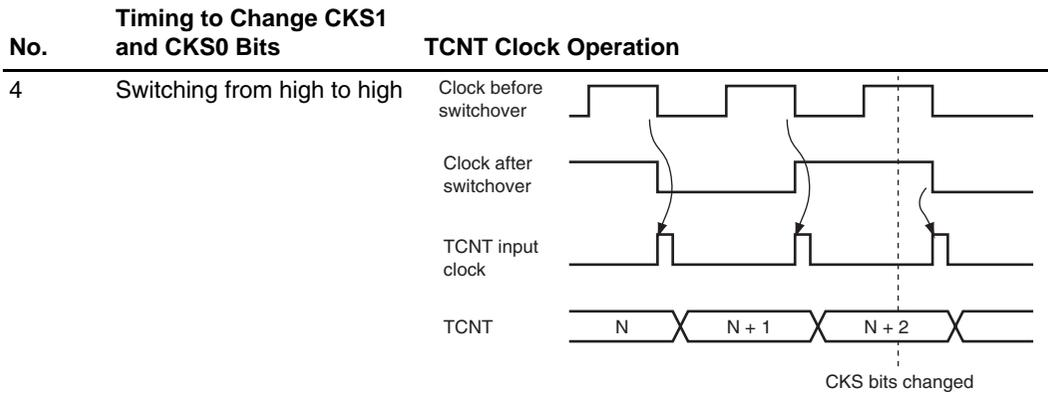 No.
Timing to Change CKS1
and CKS0 Bits
TCNT Clock Operation
4
Switching from high to high
Clock before
switchover
Clock after
switchover
TCNT input
clock
TCNT
N
N + 1
N + 2
CKS bits changed